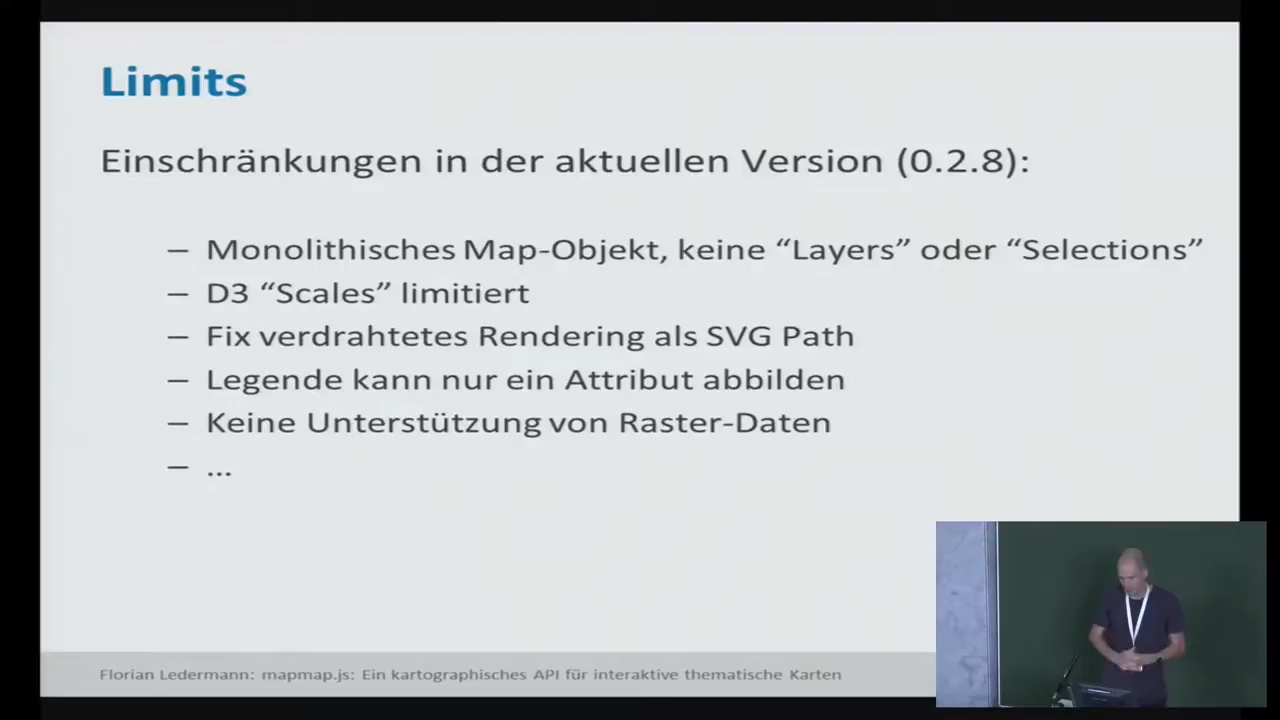 Limits
Einschränkungen in der aktuellen Version (0.2.8):
– Monolithisches Map-Objekt, keine “Layers” oder “Selections”
– D3 “Scales” limitiert
– Fix verdrahtetes Rendering als SVG Path
– Legende kann nur ein Attribut abbilden
– Keine Unterstützung von Raster-Daten
– ...
Florian Ledermann: mapmap.js: Ein kartographisches API für interaktive thematische Karten